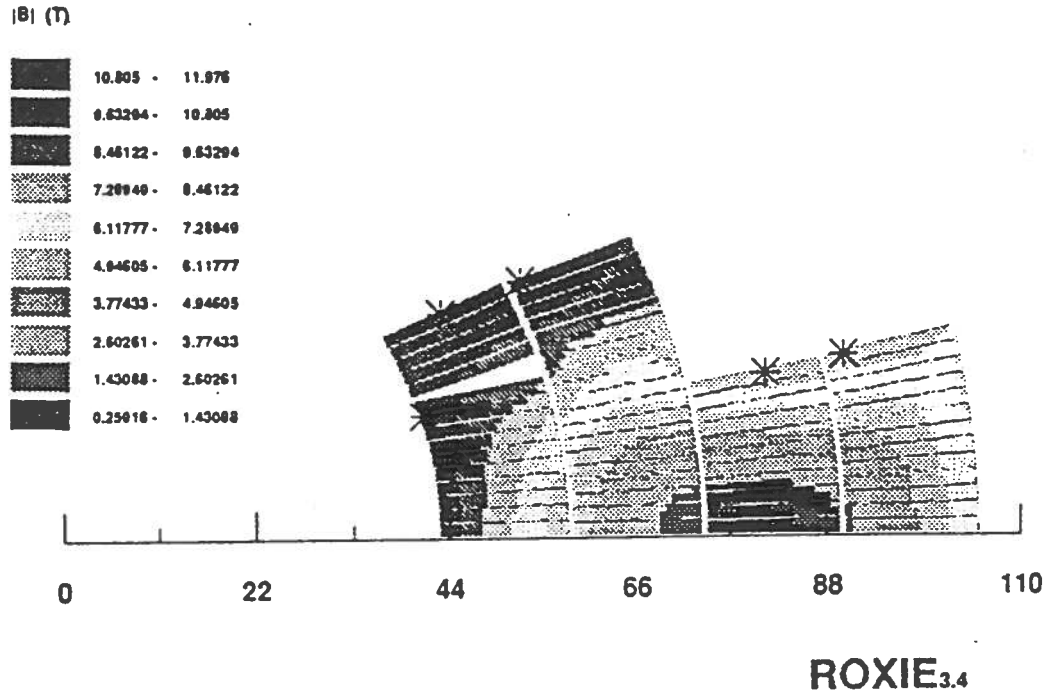 |B| (T)
10.805 - 11.976
9.63294 - 10.805
8.46122 - 9.63294
7.28949 - 8.46122
6.11777 - 7.28949
4.94605 - 6.11777
3.77433 - 4.94605
2.60261 - 3.77433
1.43088 - 2.60261
0.25916 - 1.43088
0 22 44 66 88 110
ROXIE3.4